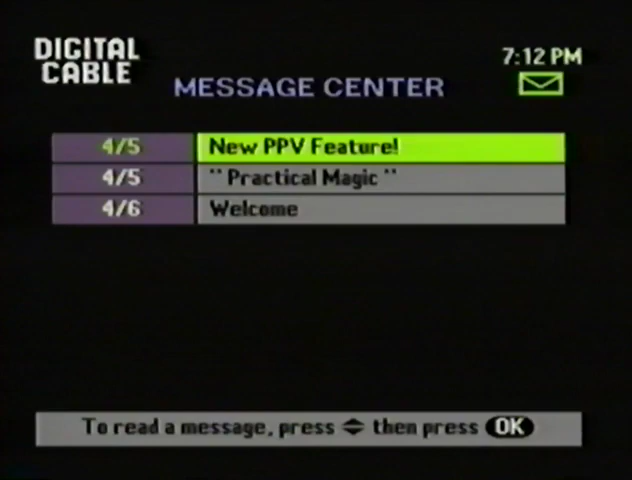 DIGITAL
CABLE
7:12 PM
MESSAGE CENTER
4/5 New PPV Feature!
4/5 " Practical Magic "
4/6 Welcome
To read a message, press then press OK